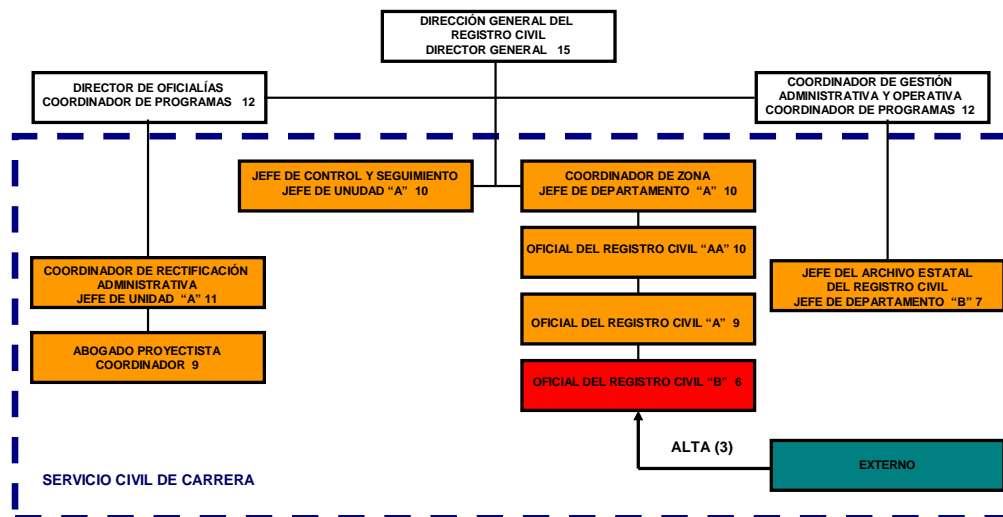 DIRECCIÓN GENERAL DEL
REGISTRO CIVIL
DIRECTOR GENERAL 15
DIRECTOR DE OFICIALÍAS
COORDINADOR DE PROGRAMAS 12
COORDINADOR DE GESTIÓN
ADMINISTRATIVA Y OPERATIVA
COORDINADOR DE PROGRAMAS 12
JEFE DE CONTROL Y SEGUIMIENTO
JEFE DE UNUDAD “A” 10
COORDINADOR DE ZONA
JEFE DE DEPARTAMENTO “A” 10
OFICIAL DEL REGISTRO CIVIL “AA” 10
COORDINADOR DE RECTIFICACIÓN
ADMINISTRATIVA
JEFE DE UNIDAD “A” 11
JEFE DEL ARCHIVO ESTATAL
DEL REGISTRO CIVIL
JEFE DE DEPARTAMENTO “B” 7
OFICIAL DEL REGISTRO CIVIL “A” 9
ABOGADO PROYECTISTA
COORDINADOR 9
OFICIAL DEL REGISTRO CIVIL “B” 6
ALTA (3)
EXTERNO
SERVICIO CIVIL DE CARRERA